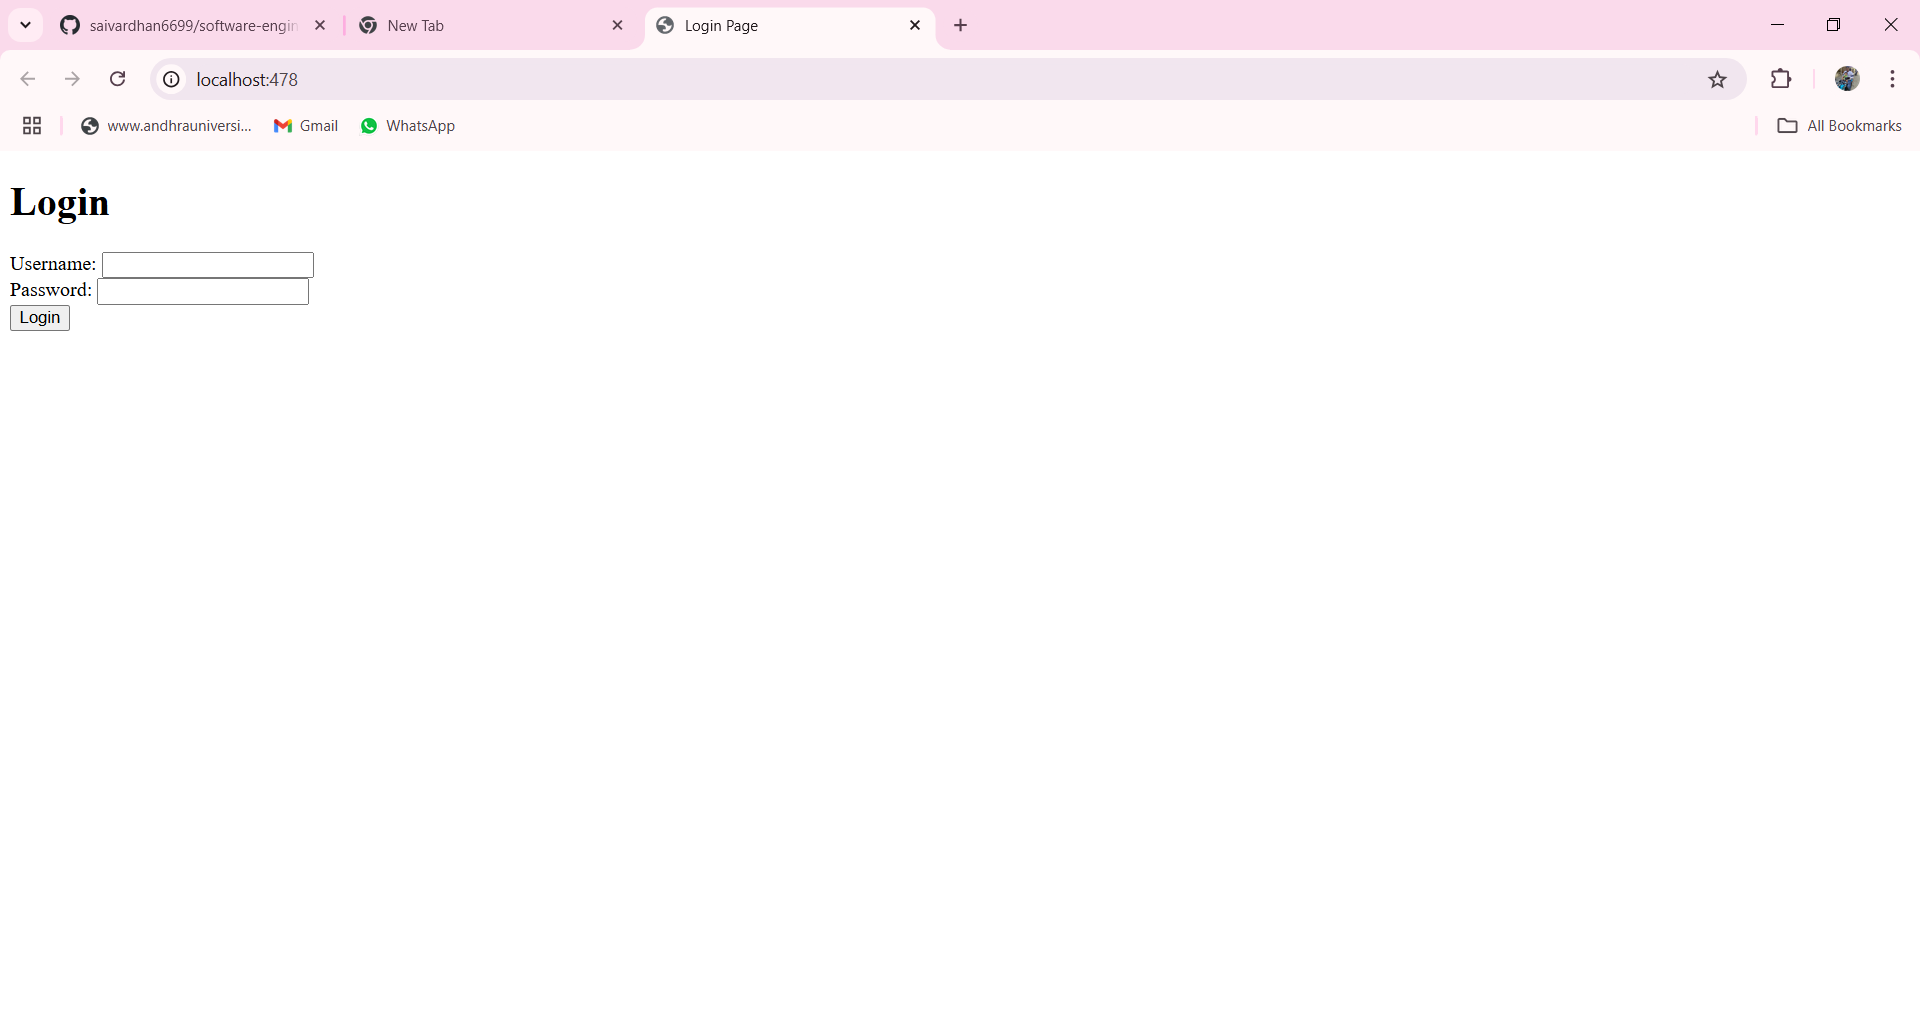 saivardhan6699/software-engin
New Tab
Login Page
localhost:478
www.andhrauniversi...
Gmail
WhatsApp
All Bookmarks
Login
Username:
Password:
Login